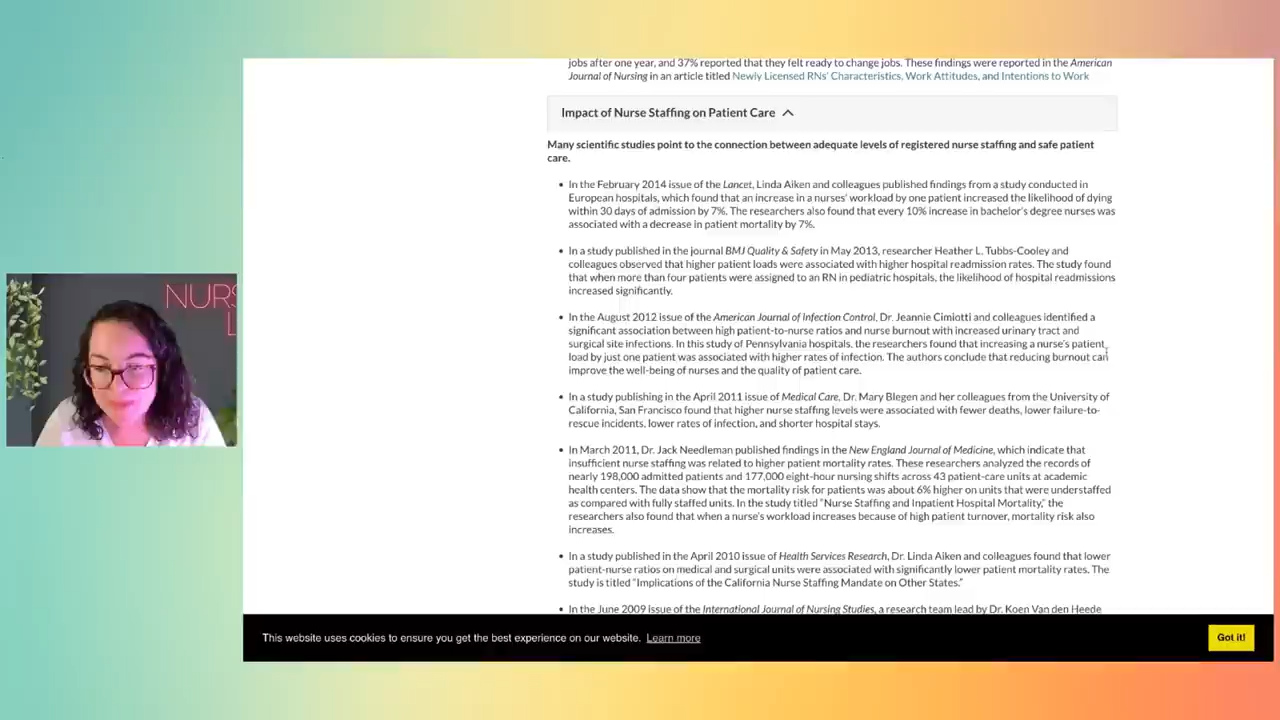 jobs after one year, and 37% reported that they felt ready to change jobs. These findings were reported in the American
Journal of Nursing in an article titled Newly Licensed RNs' Characteristics, Work Attitudes, and Intentions to Work
Impact of Nurse Staffing on Patient Care
Many scientific studies point to the connection between adequate levels of registered nurse staffing and safe patient
care.
• In the February 2014 issue of the Lancet, Linda Aiken and colleagues published findings from a study conducted in
European hospitals, which found that an increase in a nurses' workload by one patient increased the likelihood of dying
within 30 days of admission by 7%. The researchers also found that every 10% increase in bachelor's degree nurses was
associated with a decrease in patient mortality by 7%.
• In a study published in the journal BMJ Quality & Safety in May 2013, researcher Heather L. Tubbs-Cooley and
colleagues observed that higher patient loads were associated with higher hospital readmission rates. The study found
that when more than four patients were assigned to an RN in pediatric hospitals, the likelihood of hospital readmissions
increased significantly.
• In the August 2012 issue of the American Journal of Infection Control, Dr. Jeannie Cimiotti and colleagues identified a
significant association between high patient-to-nurse ratios and nurse burnout with increased urinary tract and
surgical site infections. In this study of Pennsylvania hospitals, the researchers found that increasing a nurse's patient
load by just one patient was associated with higher rates of infection. The authors conclude that reducing burnout can
improve the well-being of nurses and the quality of patient care.
• In a study publishing in the April 2011 issue of Medical Care, Dr. Mary Blegen and her colleagues from the University of
California, San Francisco found that higher nurse staffing levels were associated with fewer deaths, lower failure-to-
rescue incidents, lower rates of infection, and shorter hospital stays.
• In March 2011, Dr. Jack Needleman published findings in the New England Journal of Medicine, which indicate that
insufficient nurse staffing was related to higher patient mortality rates. These researchers analyzed the records of
nearly 198,000 admitted patients and 177,000 eight-hour nursing shifts across 43 patient-care units at academic
health centers. The data show that the mortality risk for patients was about 6% higher on units that were understaffed
as compared with fully staffed units. In the study titled "Nurse Staffing and Inpatient Hospital Mortality," the
researchers also found that when a nurse's workload increases because of high patient turnover, mortality risk also
increases.
• In a study published in the April 2010 issue of Health Services Research, Dr. Linda Aiken and colleagues found that lower
patient-nurse ratios on medical and surgical units were associated with significantly lower patient mortality rates. The
study is titled "Implications of the California Nurse Staffing Mandate on Other States."
• In the June 2009 issue of the International Journal of Nursing Studies, a research team lead by Dr. Koen Van den Heede
This website uses cookies to ensure you get the best experience on our website. Learn more
Got it!
NURS
L